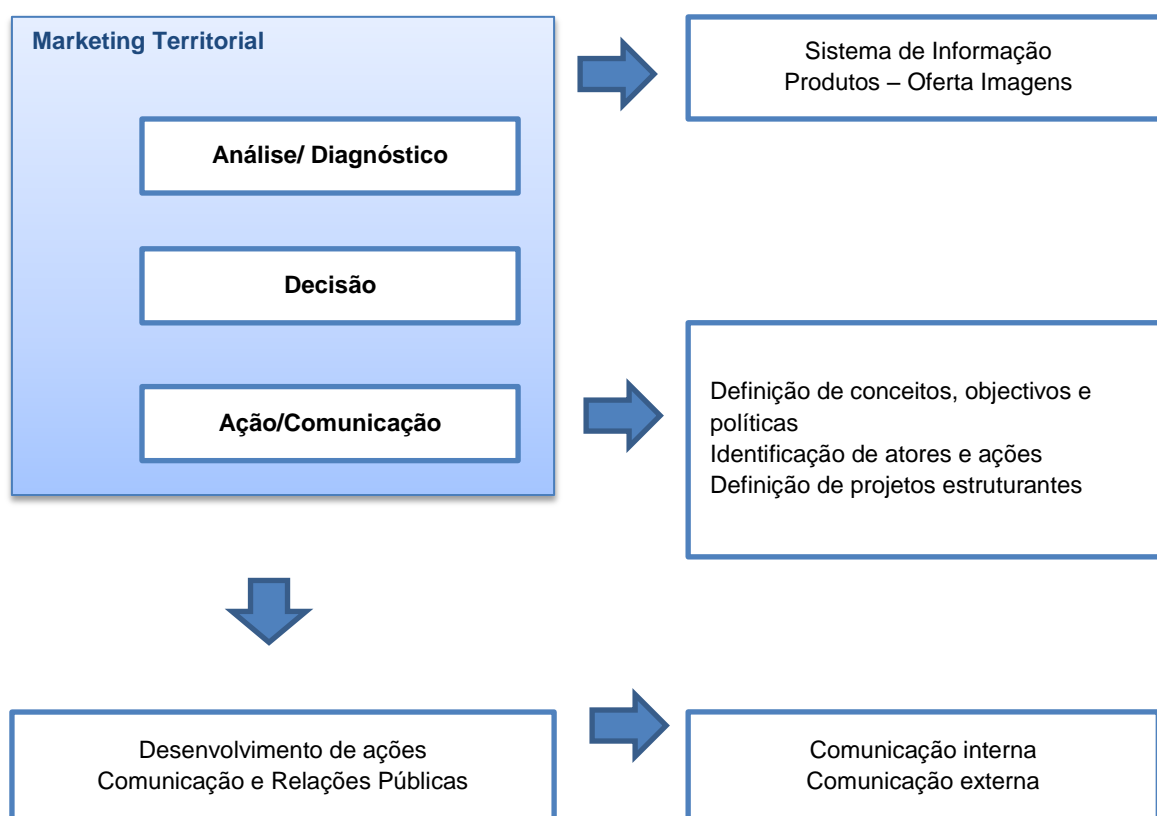 Marketing Territorial
Sistema de Informação
Produtos – Oferta Imagens
Análise/ Diagnóstico
Decisão
Ação/Comunicação
Definição de conceitos, objectivos e
políticas
Identificação de atores e ações
Definição de projetos estruturantes
Desenvolvimento de ações
Comunicação e Relações Públicas
Comunicação interna
Comunicação externa